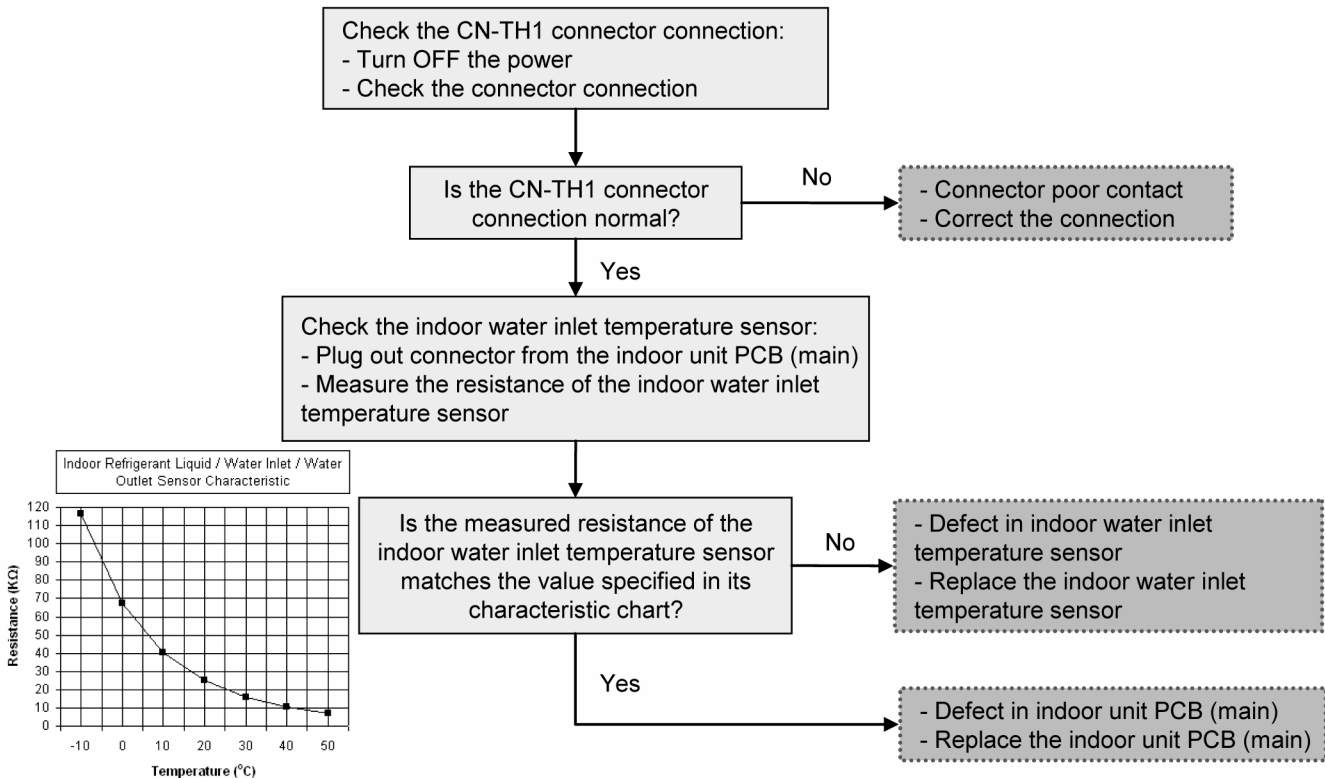 Check the CN-TH1 connector connection:
- Turn OFF the power
- Check the connector connection
Is the CN-TH1 connector
connection normal?
No
- Connector poor contact
- Correct the connection
Yes
Check the indoor water inlet temperature sensor:
- Plug out connector from the indoor unit PCB (main)
- Measure the resistance of the indoor water inlet
temperature sensor
Indoor Refrigerant Liquid / Water Inlet / Water
Outlet Sensor Characteristic
Resistance (KΩ)
120
110
100
90
80
70
60
50
40
30
20
10
0
-10 0 10 20 30 40 50
Temperature (°C)
Is the measured resistance of the
indoor water inlet temperature sensor
matches the value specified in its
characteristic chart?
No
- Defect in indoor water inlet
temperature sensor
- Replace the indoor water inlet
temperature sensor
Yes
- Defect in indoor unit PCB (main)
- Replace the indoor unit PCB (main)